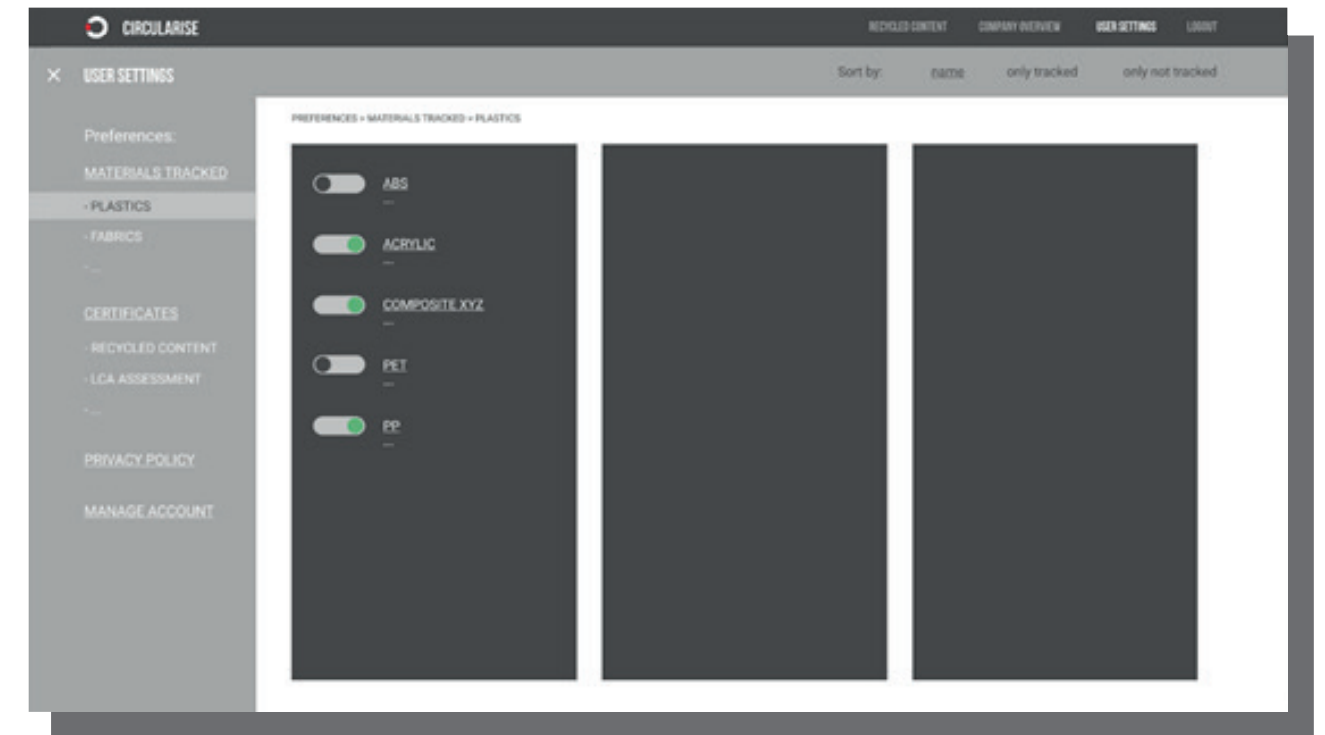 CIRCULARISE
RECYCLED CONTENT COMPANY OVERVIEW USER SETTINGS LOGOUT
× USER SETTINGS
Sort by: name only tracked only not tracked
PREFERENCES > MATERIALS TRACKED > PLASTICS
Preferences:
MATERIALS TRACKED
- PLASTICS
- FABRICS
- ...
CERTIFICATES
- RECYCLED CONTENT
- LCA ASSESSMENT
- ...
PRIVACY POLICY
MANAGE ACCOUNT
ABS
---
ACRYLIC
---
COMPOSITE XYZ
---
PET
---
PP
---